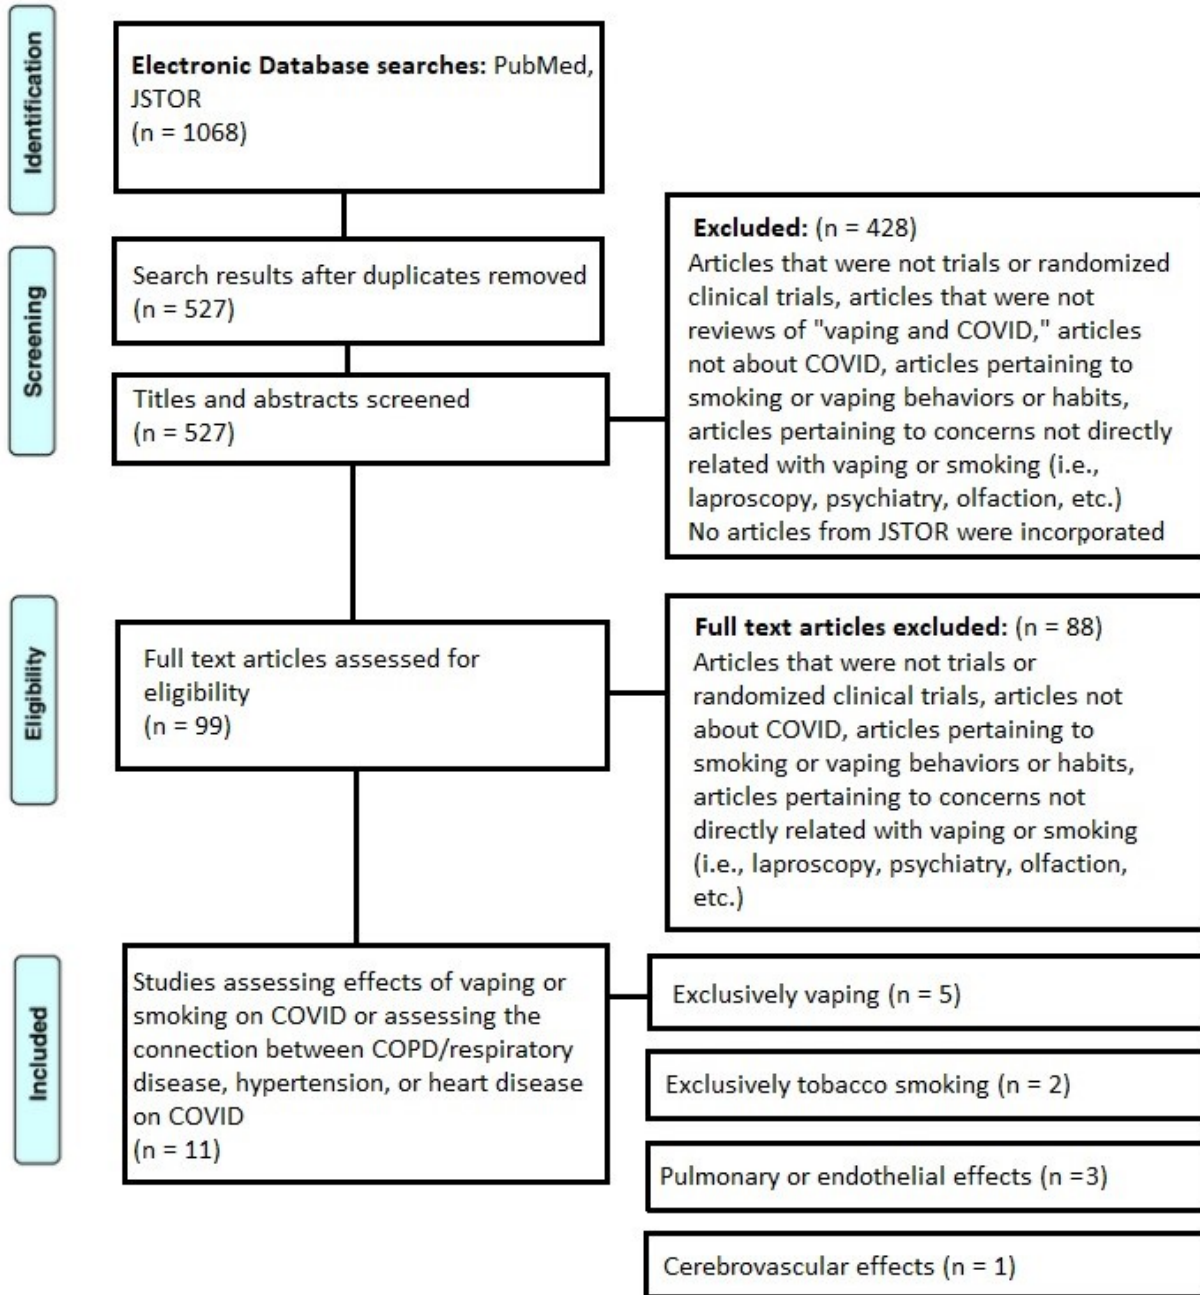 Identification
Electronic Database searches: PubMed,
JSTOR
(n = 1068)
Screening
Search results after duplicates removed
(n = 527)
Titles and abstracts screened
(n = 527)
Excluded: (n = 428)
Articles that were not trials or randomized
clinical trials, articles that were not
reviews of "vaping and COVID," articles
not about COVID, articles pertaining to
smoking or vaping behaviors or habits,
articles pertaining to concerns not directly
related with vaping or smoking (i.e.,
laproscopy, psychiatry, olfaction, etc.)
No articles from JSTOR were incorporated
Eligibility
Full text articles assessed for
eligibility
(n = 99)
Full text articles excluded: (n = 88)
Articles that were not trials or
randomized clinical trials, articles not
about COVID, articles pertaining to
smoking or vaping behaviors or habits,
articles pertaining to concerns not
directly related with vaping or smoking
(i.e., laproscopy, psychiatry, olfaction,
etc.)
Included
Studies assessing effects of vaping or
smoking on COVID or assessing the
connection between COPD/respiratory
disease, hypertension, or heart disease
on COVID
(n = 11)
Exclusively vaping (n = 5)
Exclusively tobacco smoking (n = 2)
Pulmonary or endothelial effects (n =3)
Cerebrovascular effects (n = 1)